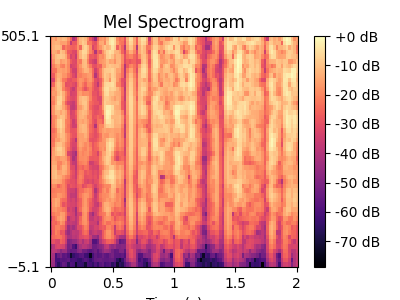 Mel Spectrogram
505.1
−5.1
0
0.5
1
1.5
2
+0 dB
-10 dB
-20 dB
-30 dB
-40 dB
-50 dB
-60 dB
-70 dB